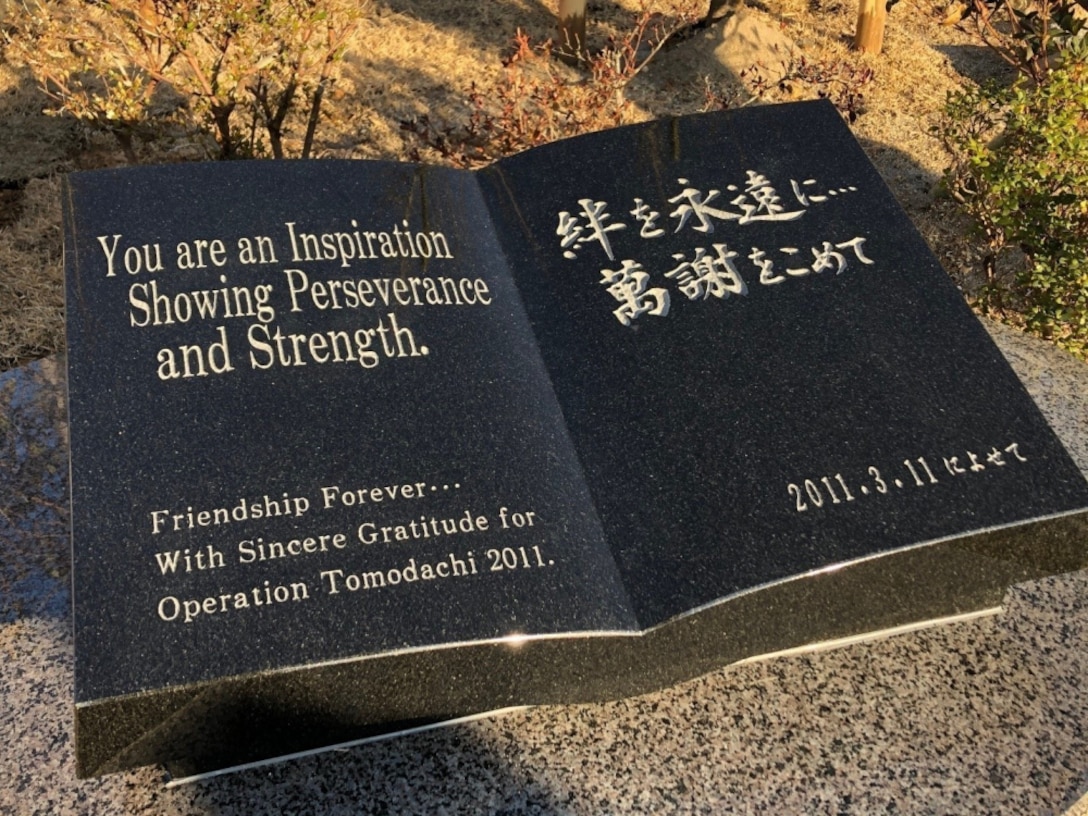 You are an Inspiration
Showing Perseverance
and Strength.
Friendship Forever...
With Sincere Gratitude for
Operation Tomodachi 2011.
絆を永遠に…
萬謝をこめて
2011.3.11によせて